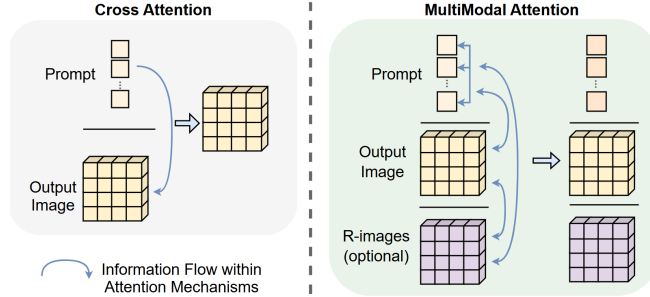 Cross Attention
Prompt
Output
Image
Information Flow within
Attention Mechanisms
MultiModal Attention
Prompt
Output
Image
R-images
(optional)